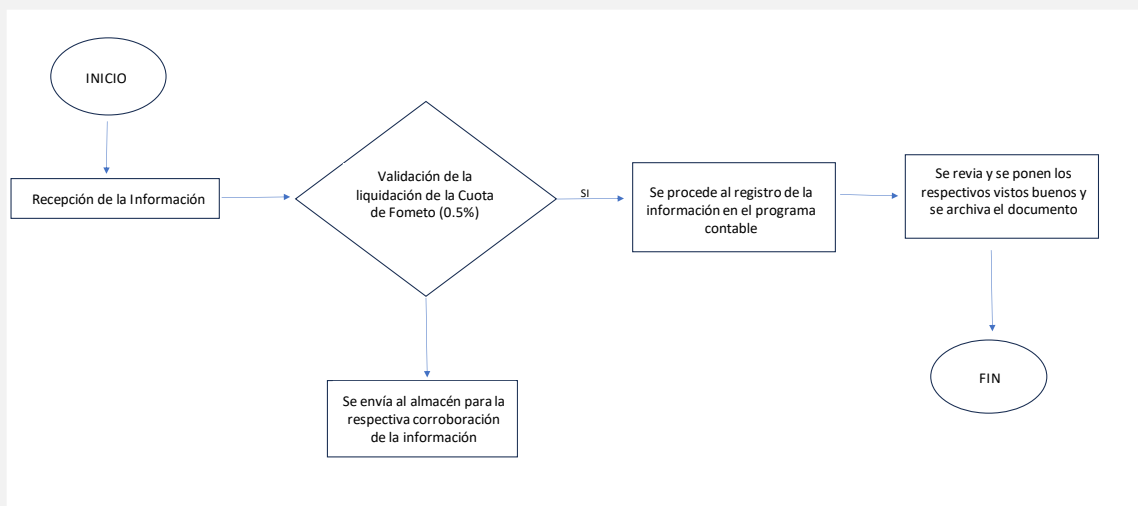 INICIO
Recepción de la Información
Validación de la
liquidación de la Cuota
de Fometo (0.5%)
SI
Se procede al registro de la
información en el programa
contable
Se revia y se ponen los
respectivos vistos buenos y
se archiva el documento
Se envía al almacén para la
respectiva corroboración
de la información
FIN